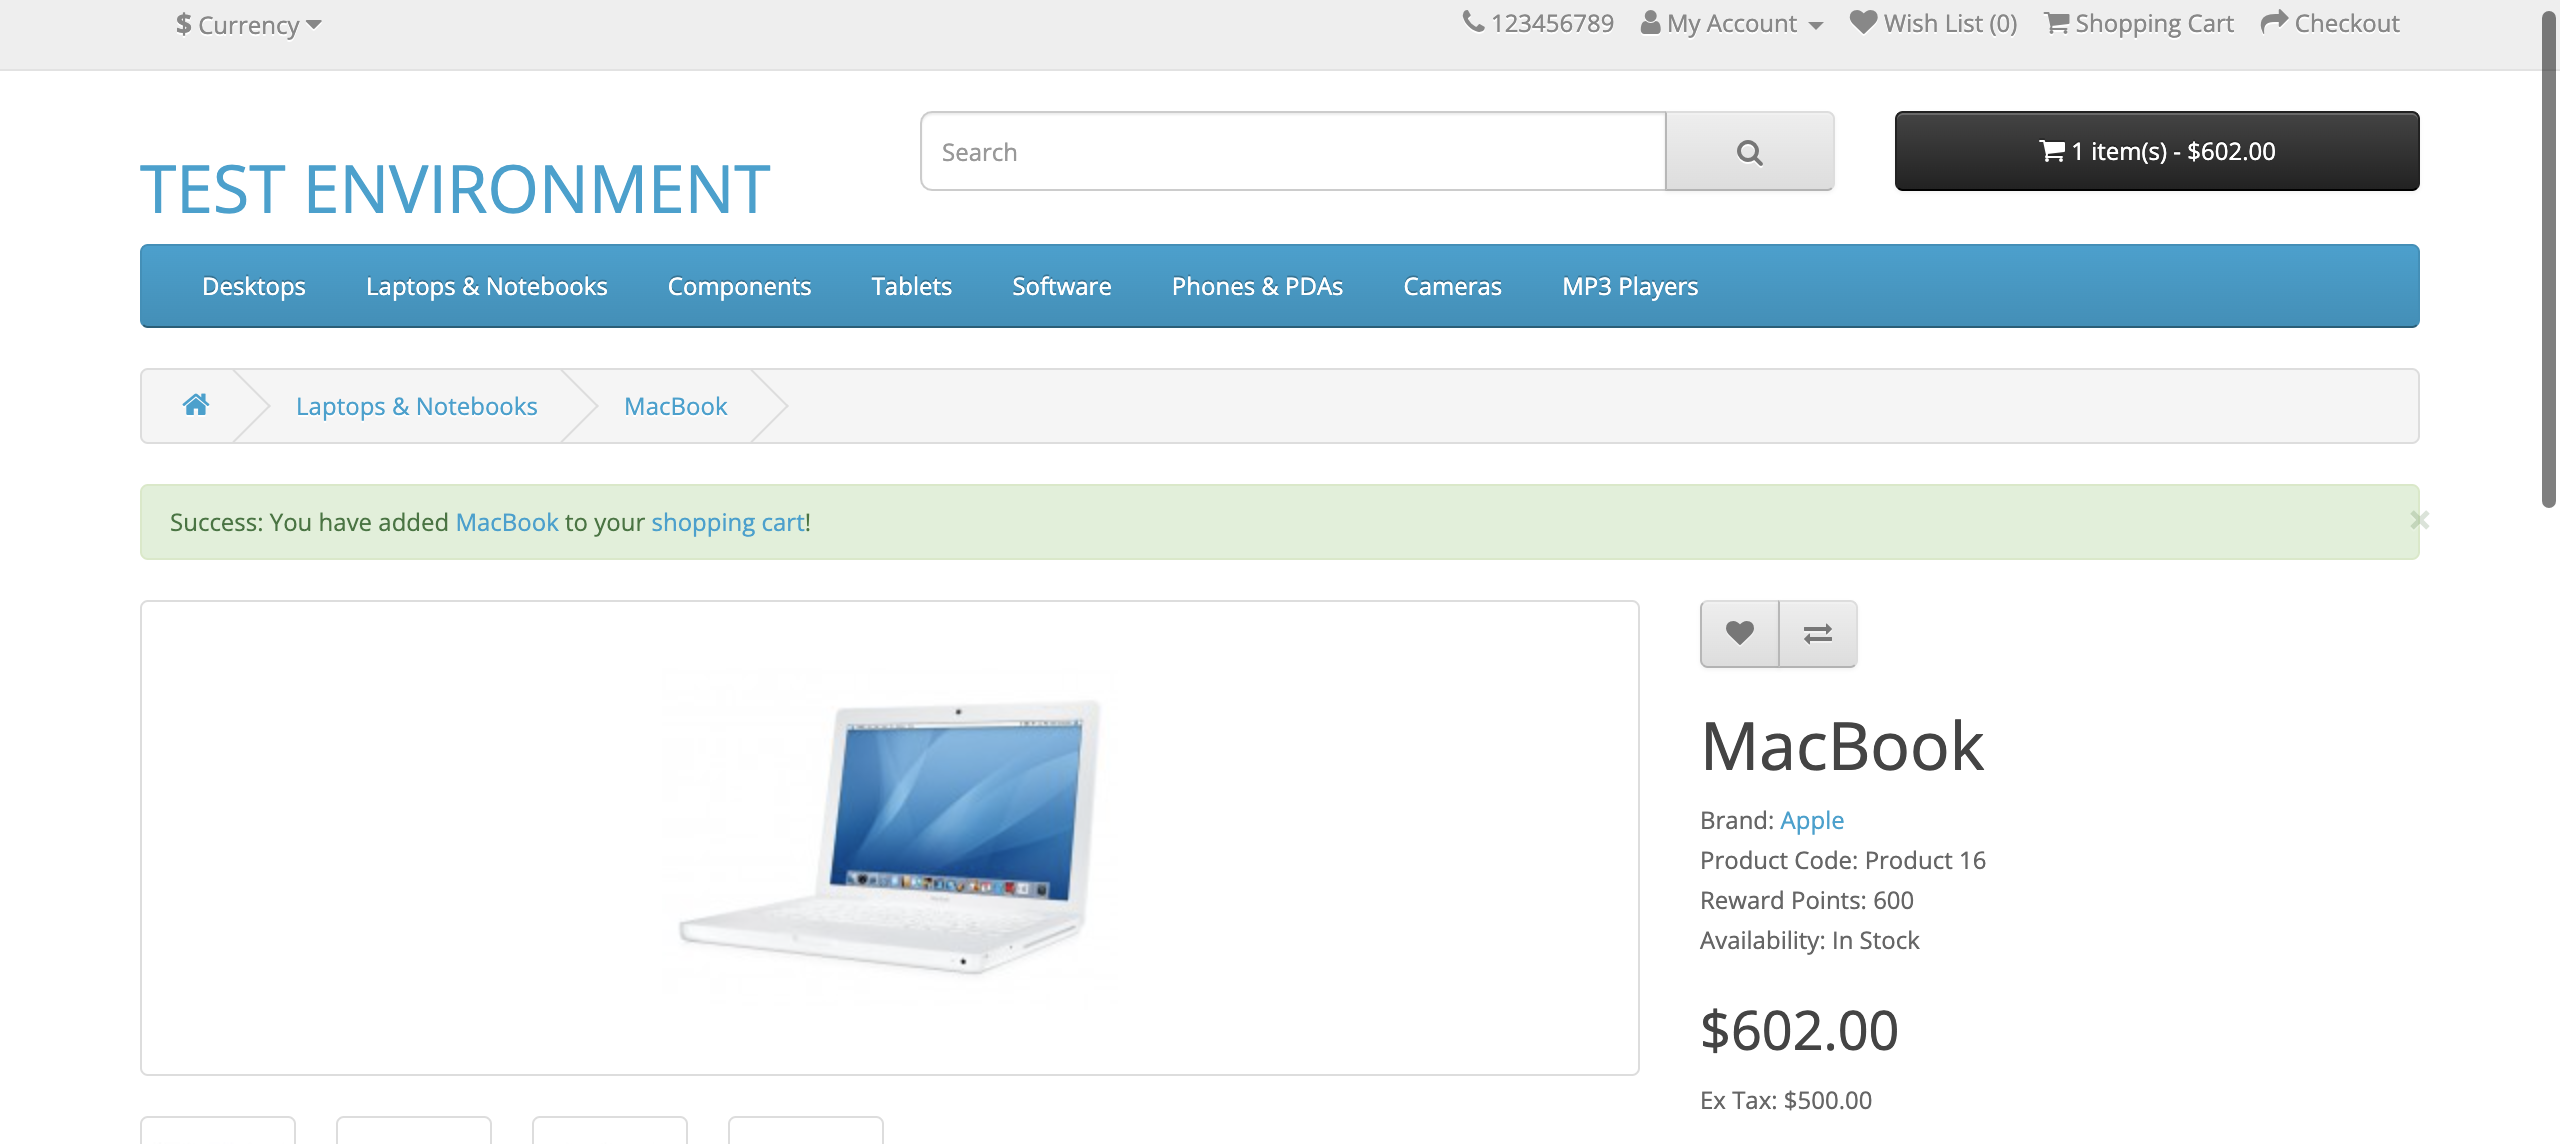 $ Currency
123456789 My Account Wish List (0) Shopping Cart Checkout
TEST ENVIRONMENT
Search
1 item(s) - $602.00
Desktops Laptops & Notebooks Components Tablets Software Phones & PDAs Cameras MP3 Players
Laptops & Notebooks MacBook
Success: You have added MacBook to your shopping cart!
×
MacBook
Brand: Apple
Product Code: Product 16
Reward Points: 600
Availability: In Stock
$602.00
Ex Tax: $500.00